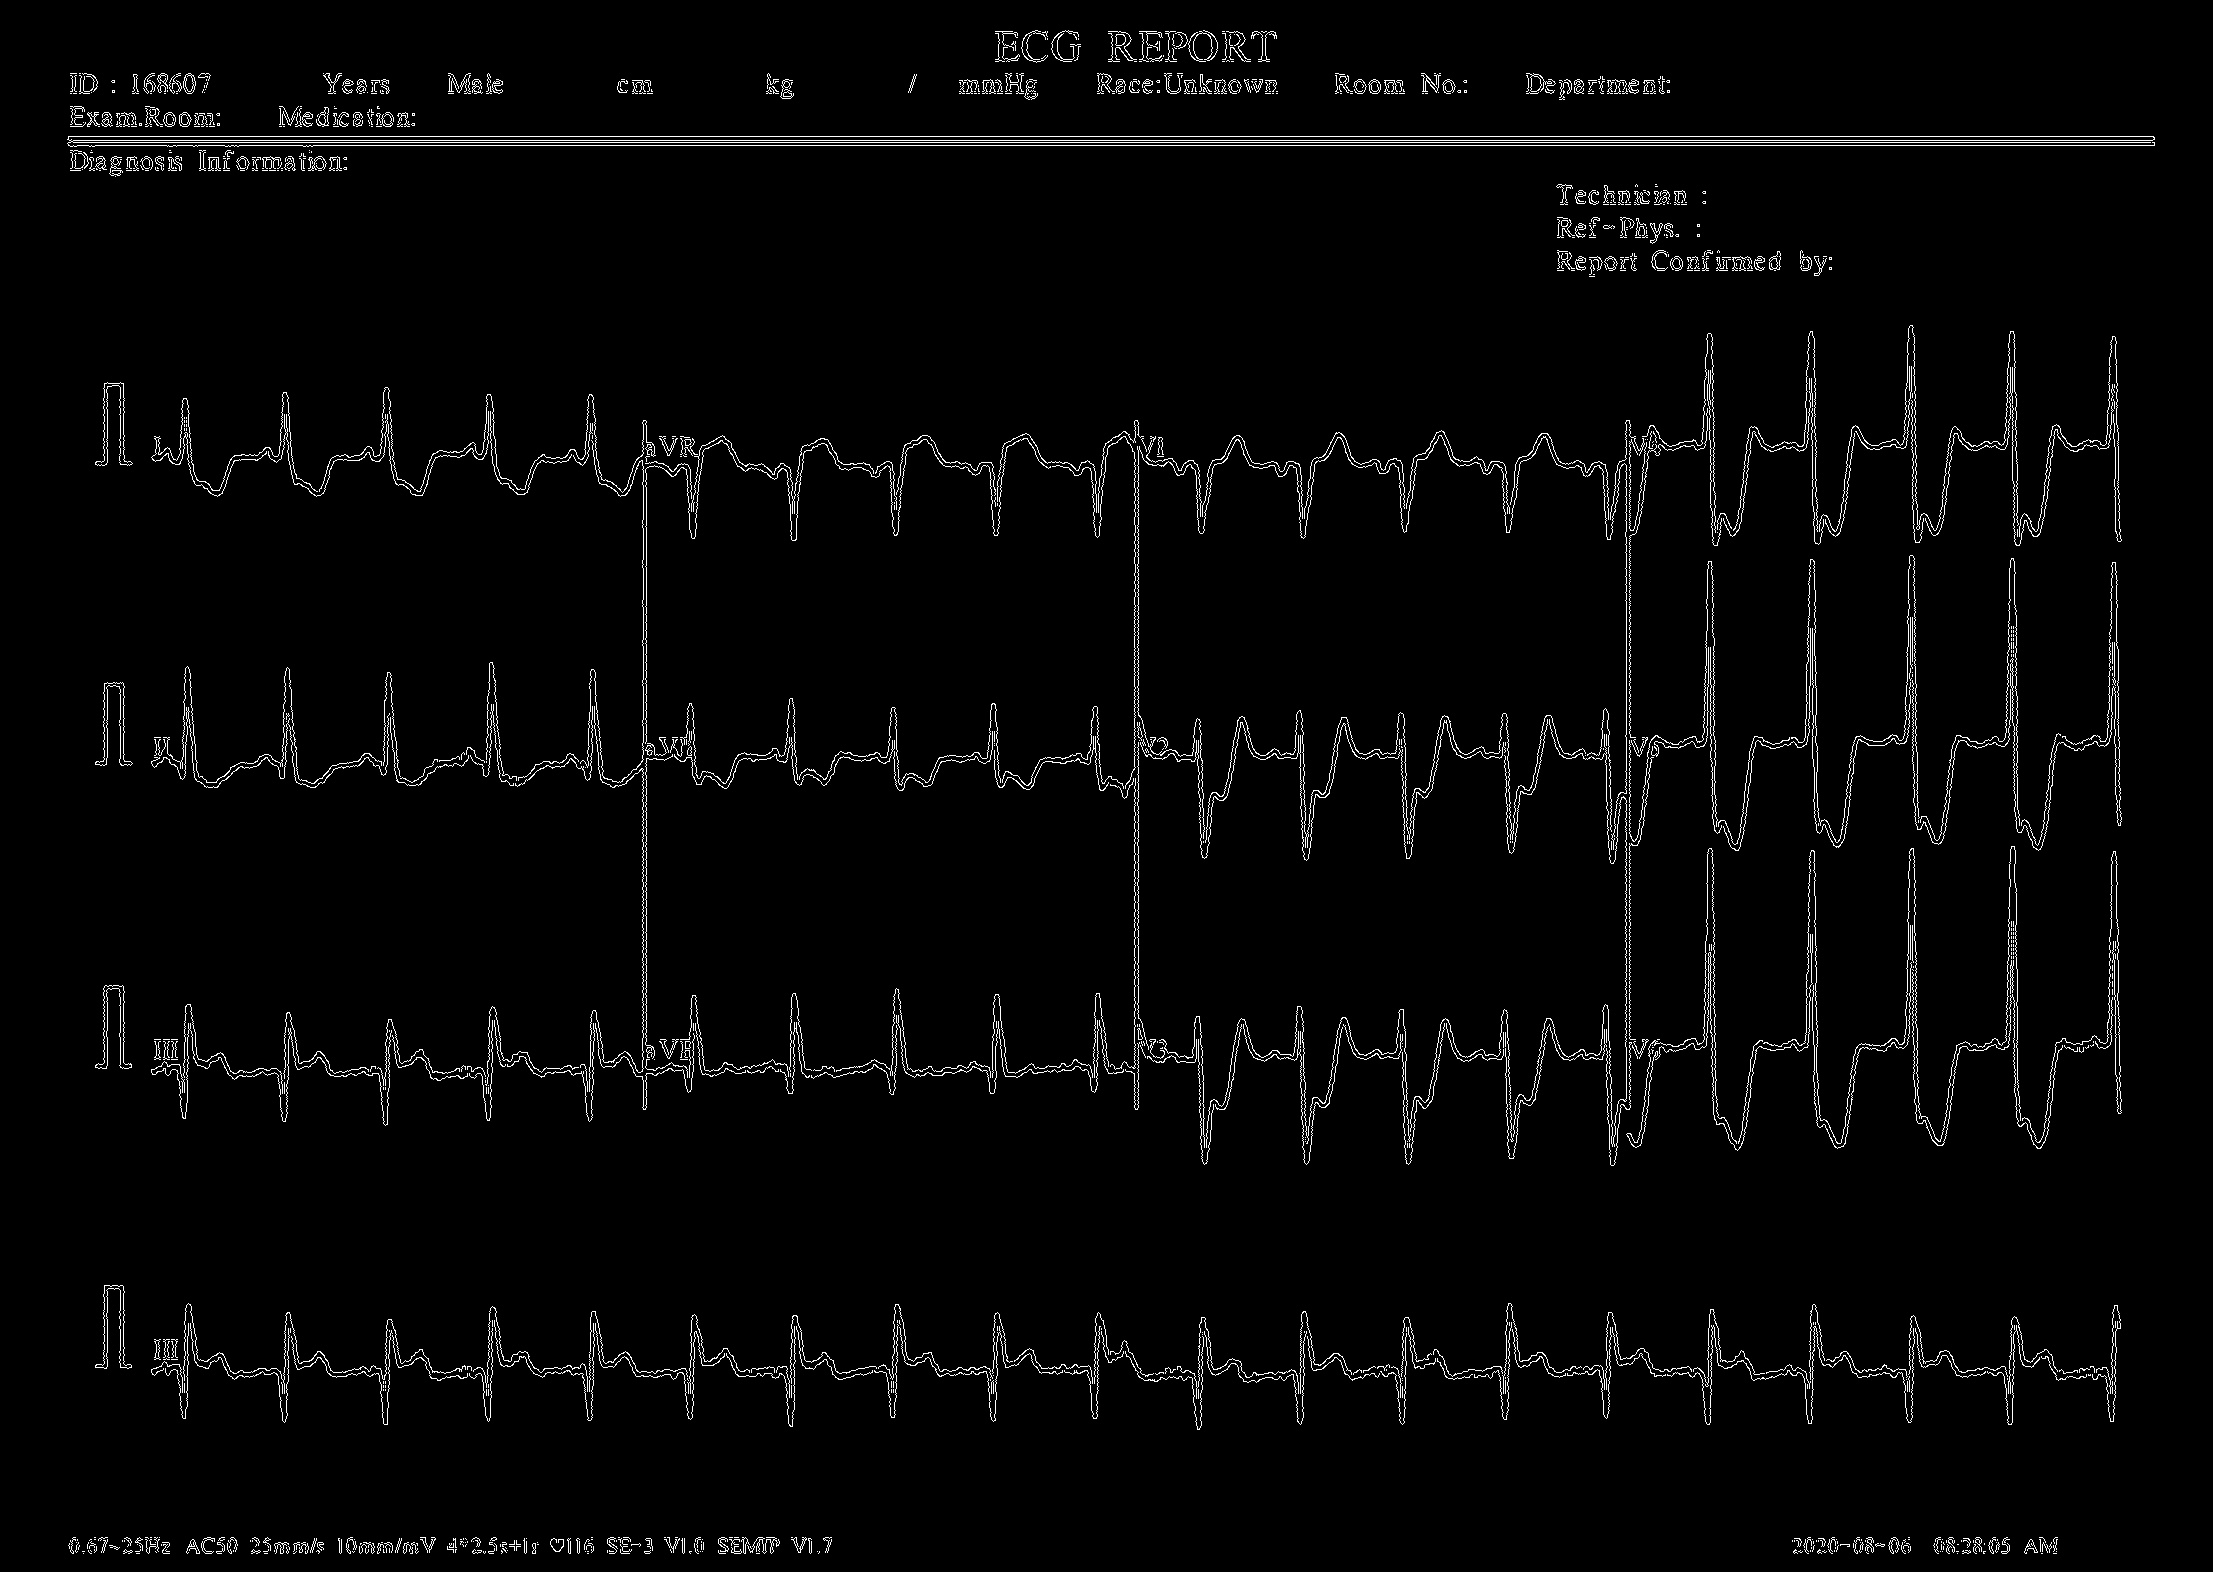 ECG REPORT
ID : 168607 Years Male cm kg / mmHg Race:Unknown Room No.: Department:
Exam.Room: Medication:
Diagnosis Information:
Technician :
Ref-Phys. :
Report Confirmed by:
I aVR V1 V4
II aVL V2 V5
III aVF V3 V6
III
0.67~25Hz AC50 25mm/s 10mm/mV 4*2.5s+1r ♡116 SE-3 V1.0 SEMIP V1.7 2020-08-06 08:28:05 AM